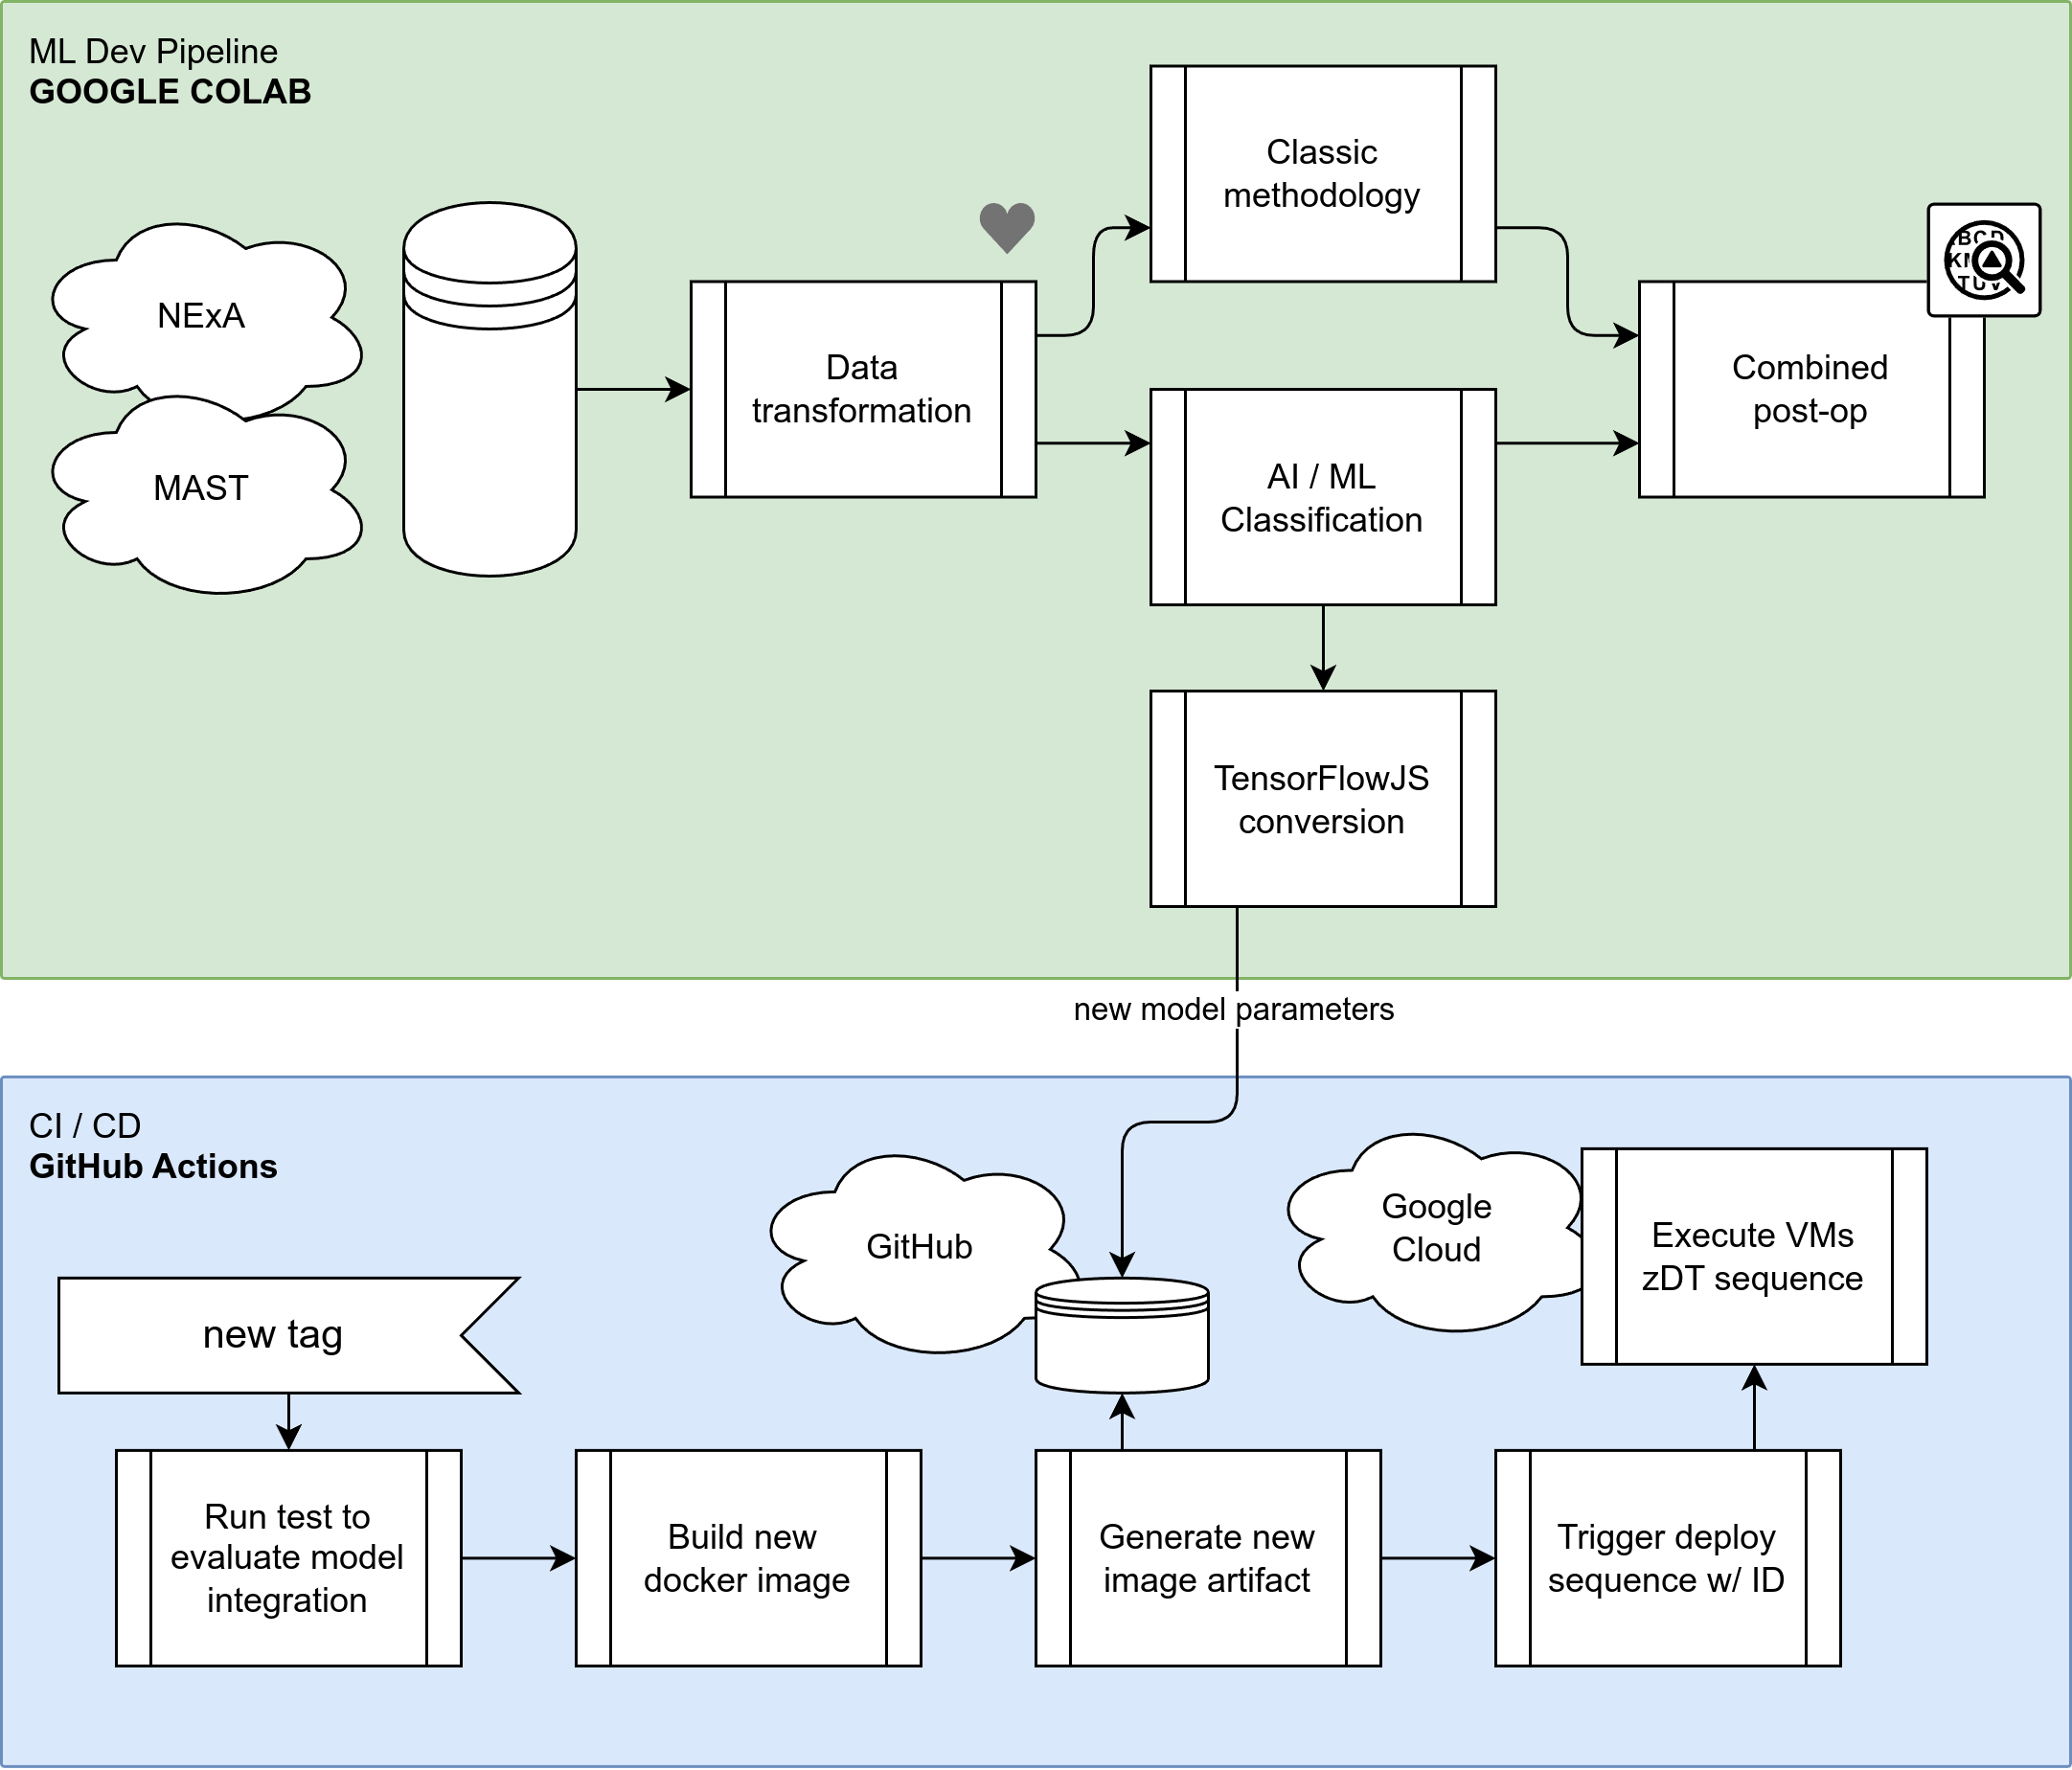 ML Dev Pipeline
GOOGLE COLAB
Classic
methodology
NExA
MAST
Data
transformation
AI / ML
Classification
Combined
post-op
TensorFlowJS
conversion
new model parameters
CI / CD
GitHub Actions
GitHub
Google
Cloud
Execute VMs
zDT sequence
new tag
Run test to
evaluate model
integration
Build new
docker image
Generate new
image artifact
Trigger deploy
sequence w/ ID